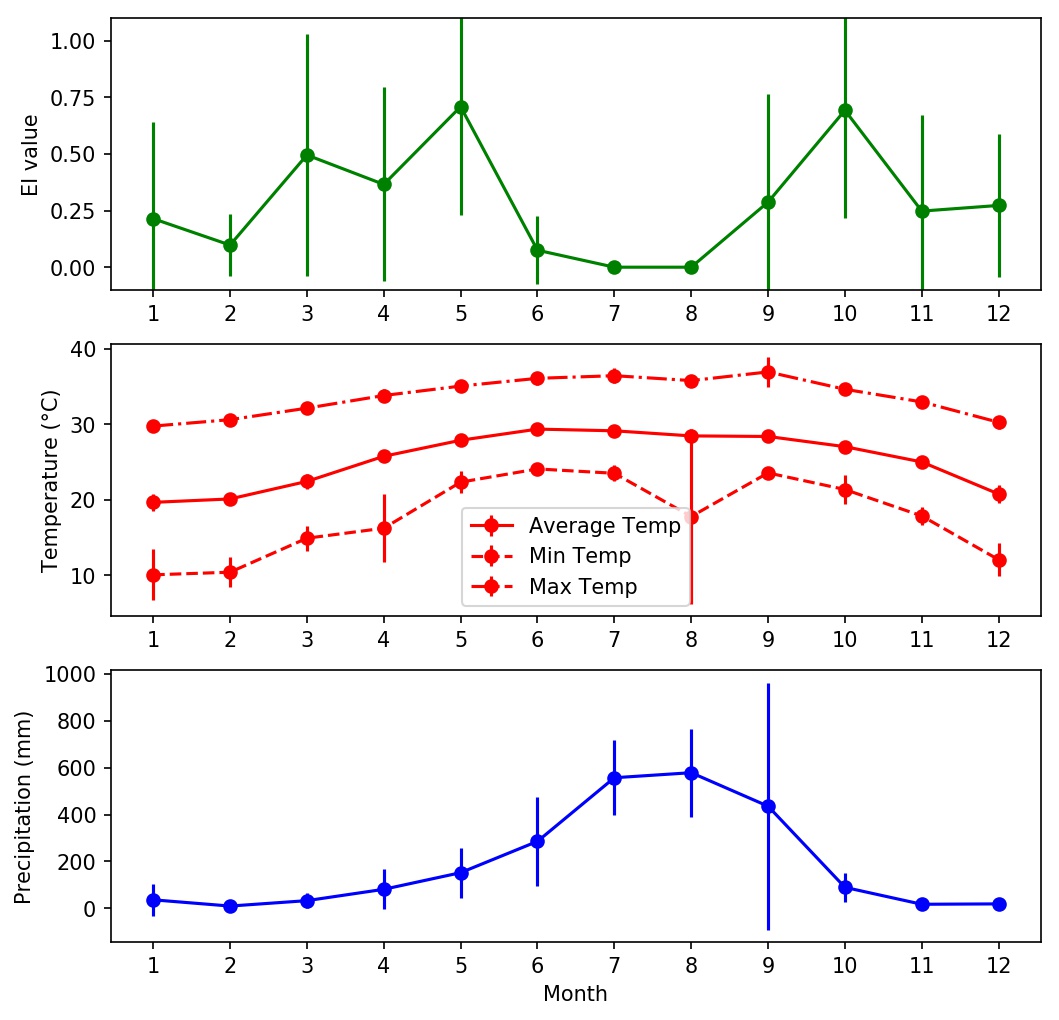 EI value
1.00
0.75
0.50
0.25
0.00
1 2 3 4 5 6 7 8 9 10 11 12
Temperature (°C)
40
30
20
10
Average Temp
Min Temp
Max Temp
1 2 3 4 5 6 7 8 9 10 11 12
Precipitation (mm)
1000
800
600
400
200
0
1 2 3 4 5 6 7 8 9 10 11 12
Month